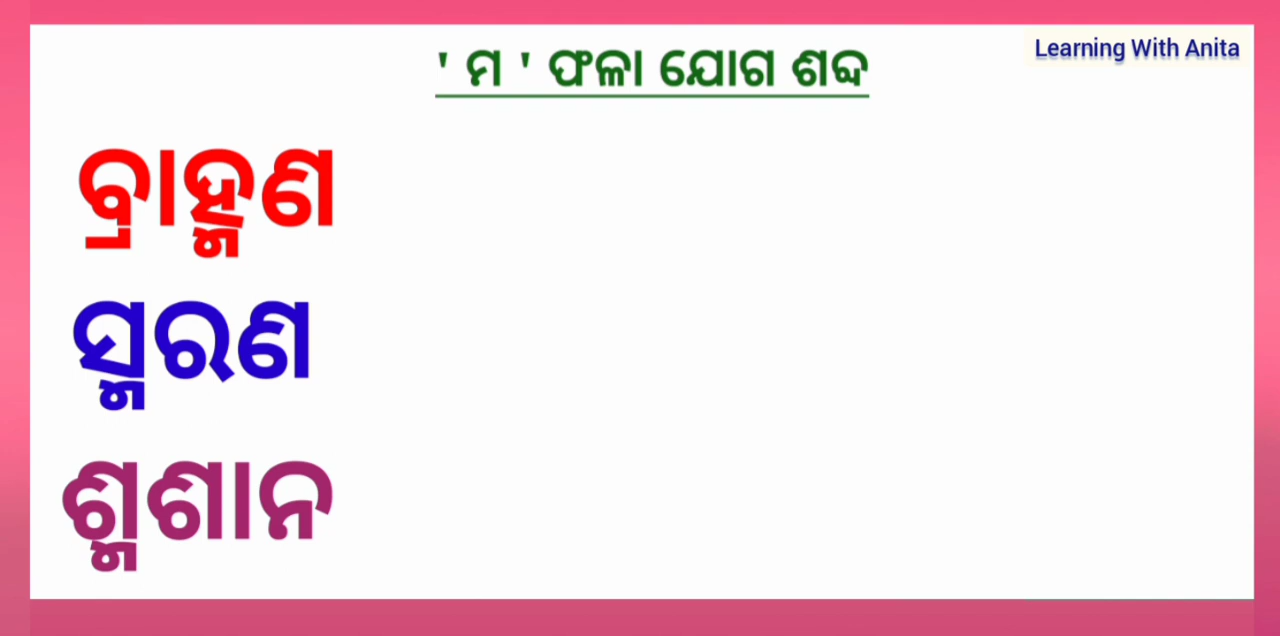 ' ମ ' ଫଳା ଯୋଗ ଶବ୍ଦ
Learning With Anita
ବ୍ରାହ୍ମଣ
ସ୍ମରଣ
ଶ୍ମଶାନ